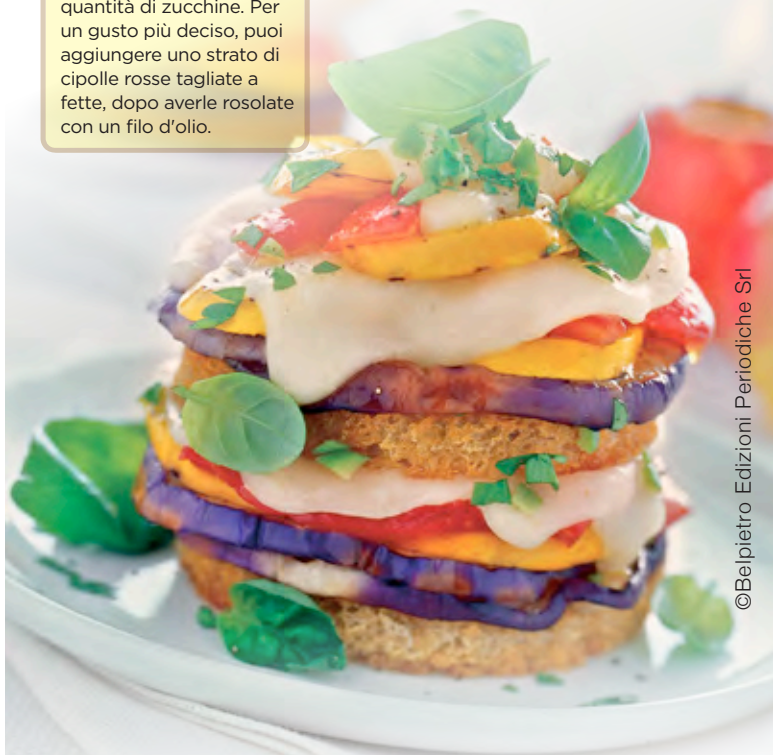 quantità di zucchine. Per
un gusto più deciso, puoi
aggiungere uno strato di
cipolle rosse tagliate a
fette, dopo averle rosolate
con un filo d'olio.
©Belpietro Edizioni Periodiche Srl